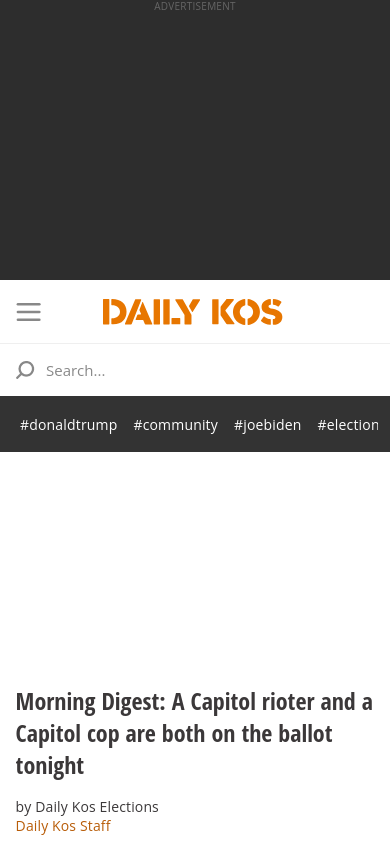 ADVERTISEMENT
DAILY KOS
Search...
#donaldtrump #community #joebiden #election
Morning Digest: A Capitol rioter and a
Capitol cop are both on the ballot
tonight
by Daily Kos Elections
Daily Kos Staff